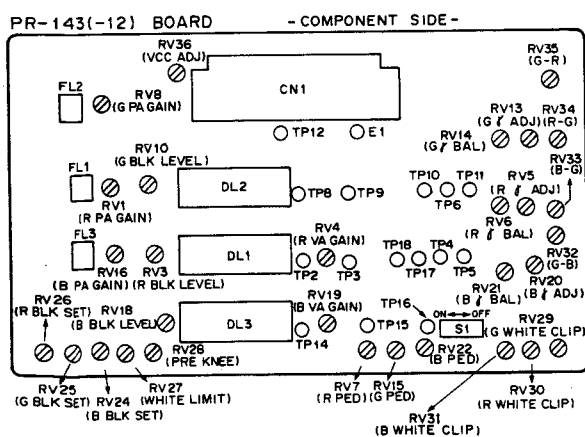 PR-143(-12) BOARD - COMPONENT SIDE -
RV36
(VCC ADJ)
RV35
(G-R)
FL2
RV8
(G PA GAIN)
CN1
RV13
(G γ ADJ)
RV34
(R-G)
TP12
E1
RV14
(G γ BAL)
RV33
(B-G)
RV10
(G BLK LEVEL)
FL1
RV1
(R PA GAIN)
DL2
TP8
TP9
TP10
TP6
TP11
RV5
(R γ ADJ)
RV6
(R γ BAL)
FL3
RV16
(B PA GAIN)
RV3
(R BLK LEVEL)
DL1
RV4
(R VA GAIN)
TP2
TP3
TP18
TP17
TP4
TP5
RV32
(G-B)
RV20
(B γ ADJ)
RV21
(B γ BAL)
RV26
(R BLK SET)
RV18
(B BLK LEVEL)
DL3
RV19
(B VA GAIN)
TP14
TP15
TP16
ON OFF
S1
RV29
(G WHITE CLIP)
RV28
(PRE KNEE)
RV22
(B PED)
RV25
(G BLK SET)
RV24
(B BLK SET)
RV27
(WHITE LIMIT)
RV7
(R PED)
RV15
(G PED)
RV31
(B WHITE CLIP)
RV30
(R WHITE CLIP)